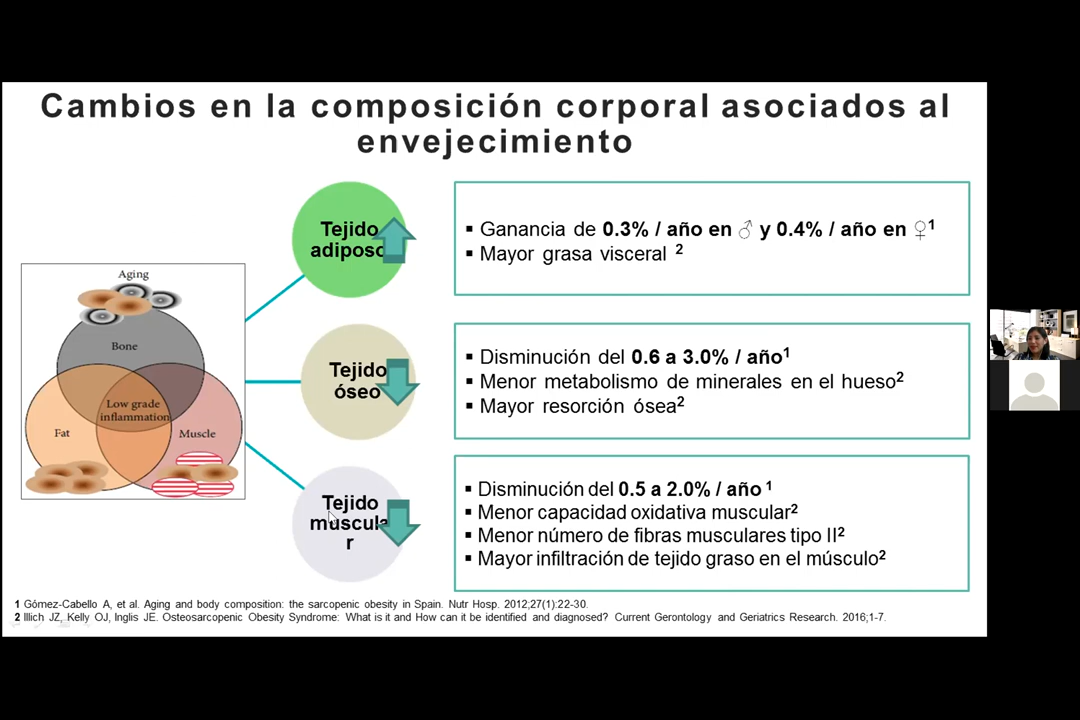 Cambios en la composición corporal asociados al
envejecimiento
Aging
Bone
Low grade
inflammation
Fat
Muscle
Tejido
adiposo
▪ Ganancia de 0.3% / año en ♂ y 0.4% / año en ♀1
▪ Mayor grasa visceral 2
Tejido
óseo
▪ Disminución del 0.6 a 3.0% / año1
▪ Menor metabolismo de minerales en el hueso2
▪ Mayor resorción ósea2
Tejido
muscula
r
▪ Disminución del 0.5 a 2.0% / año 1
▪ Menor capacidad oxidativa muscular2
▪ Menor número de fibras musculares tipo II2
▪ Mayor infiltración de tejido graso en el músculo2
1 Gómez-Cabello A, et al. Aging and body composition: the sarcopenic obesity in Spain. Nutr Hosp. 2012;27(1):22-30.
2 Illich JZ, Kelly OJ, Inglis JE. Osteosarcopenic Obesity Syndrome: What is it and How can it be identified and diagnosed? Current Gerontology and Geriatrics Research. 2016;1-7.